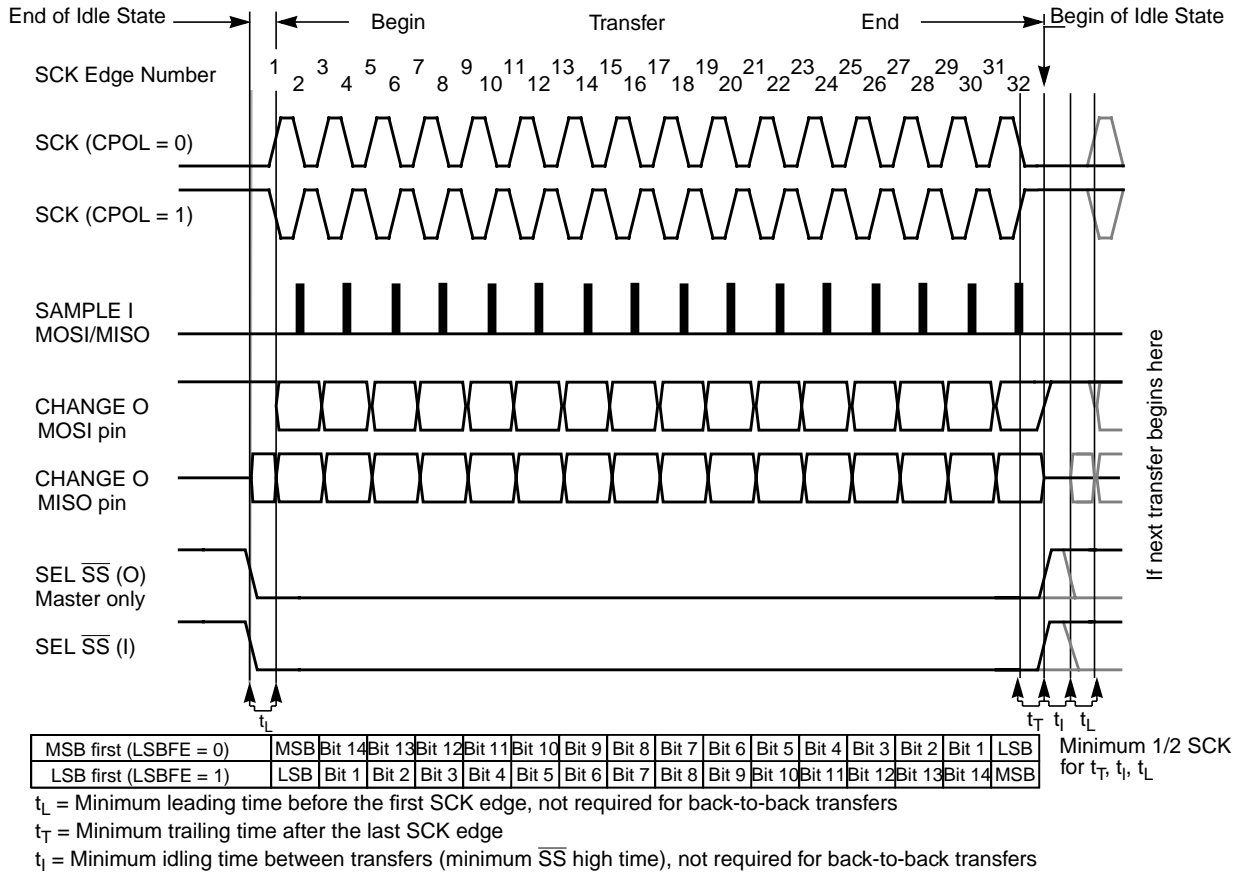 End of Idle State
Begin
Transfer
End
Begin of Idle State
SCK Edge Number
1 2 3 4 5 6 7 8 9 10 11 12 13 14 15 16 17 18 19 20 21 22 23 24 25 26 27 28 29 30 31 32
SCK (CPOL = 0)
SCK (CPOL = 1)
SAMPLE I
MOSI/MISO
CHANGE O
MOSI pin
CHANGE O
MISO pin
SEL SS (O)
Master only
SEL SS (I)
If next transfer begins here
tL
tT tI tL
MSB first (LSBFE = 0) MSB Bit 14 Bit 13 Bit 12 Bit 11 Bit 10 Bit 9 Bit 8 Bit 7 Bit 6 Bit 5 Bit 4 Bit 3 Bit 2 Bit 1 LSB
LSB first (LSBFE = 1) LSB Bit 1 Bit 2 Bit 3 Bit 4 Bit 5 Bit 6 Bit 7 Bit 8 Bit 9 Bit 10 Bit 11 Bit 12 Bit 13 Bit 14 MSB
Minimum 1/2 SCK
for tT, tI, tL
tL = Minimum leading time before the first SCK edge, not required for back-to-back transfers
tT = Minimum trailing time after the last SCK edge
tI = Minimum idling time between transfers (minimum SS high time), not required for back-to-back transfers